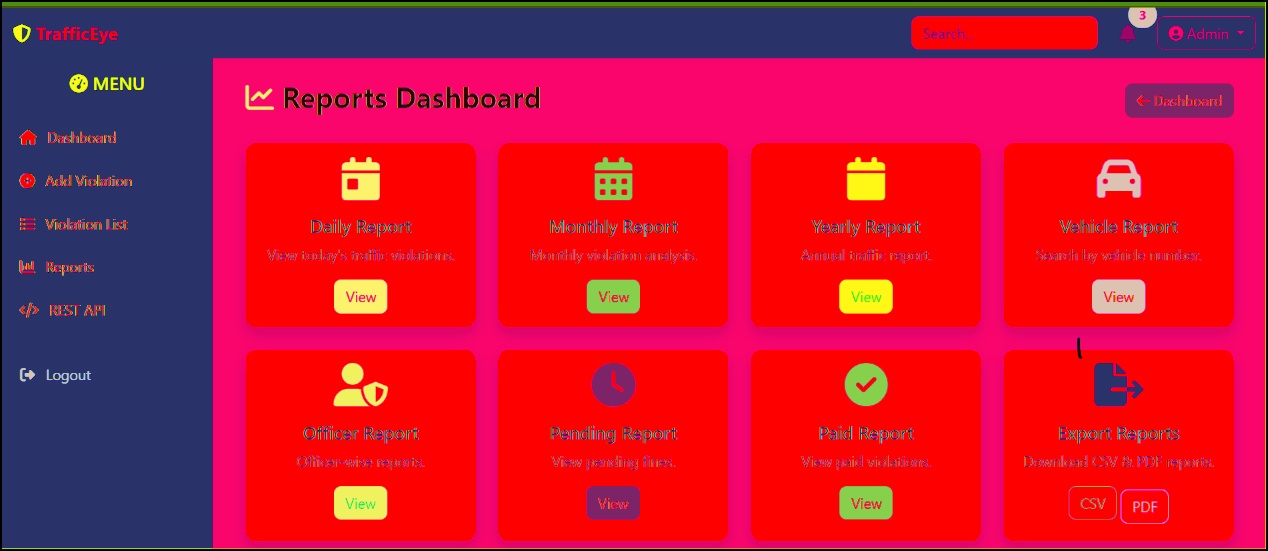 TrafficEye
Search...
3
Admin
MENU
Dashboard
Add Violation
Violation List
Reports
</> REST API
Logout
Reports Dashboard
Dashboard
Daily Report
View today's traffic violations.
View
Monthly Report
Monthly violation analysis.
View
Yearly Report
Annual traffic report.
View
Vehicle Report
Search by vehicle number.
View
Officer Report
Officer-wise reports.
View
Pending Report
View pending fines.
View
Paid Report
View paid violations.
View
Export Reports
Download CSV & PDF reports.
CSV
PDF